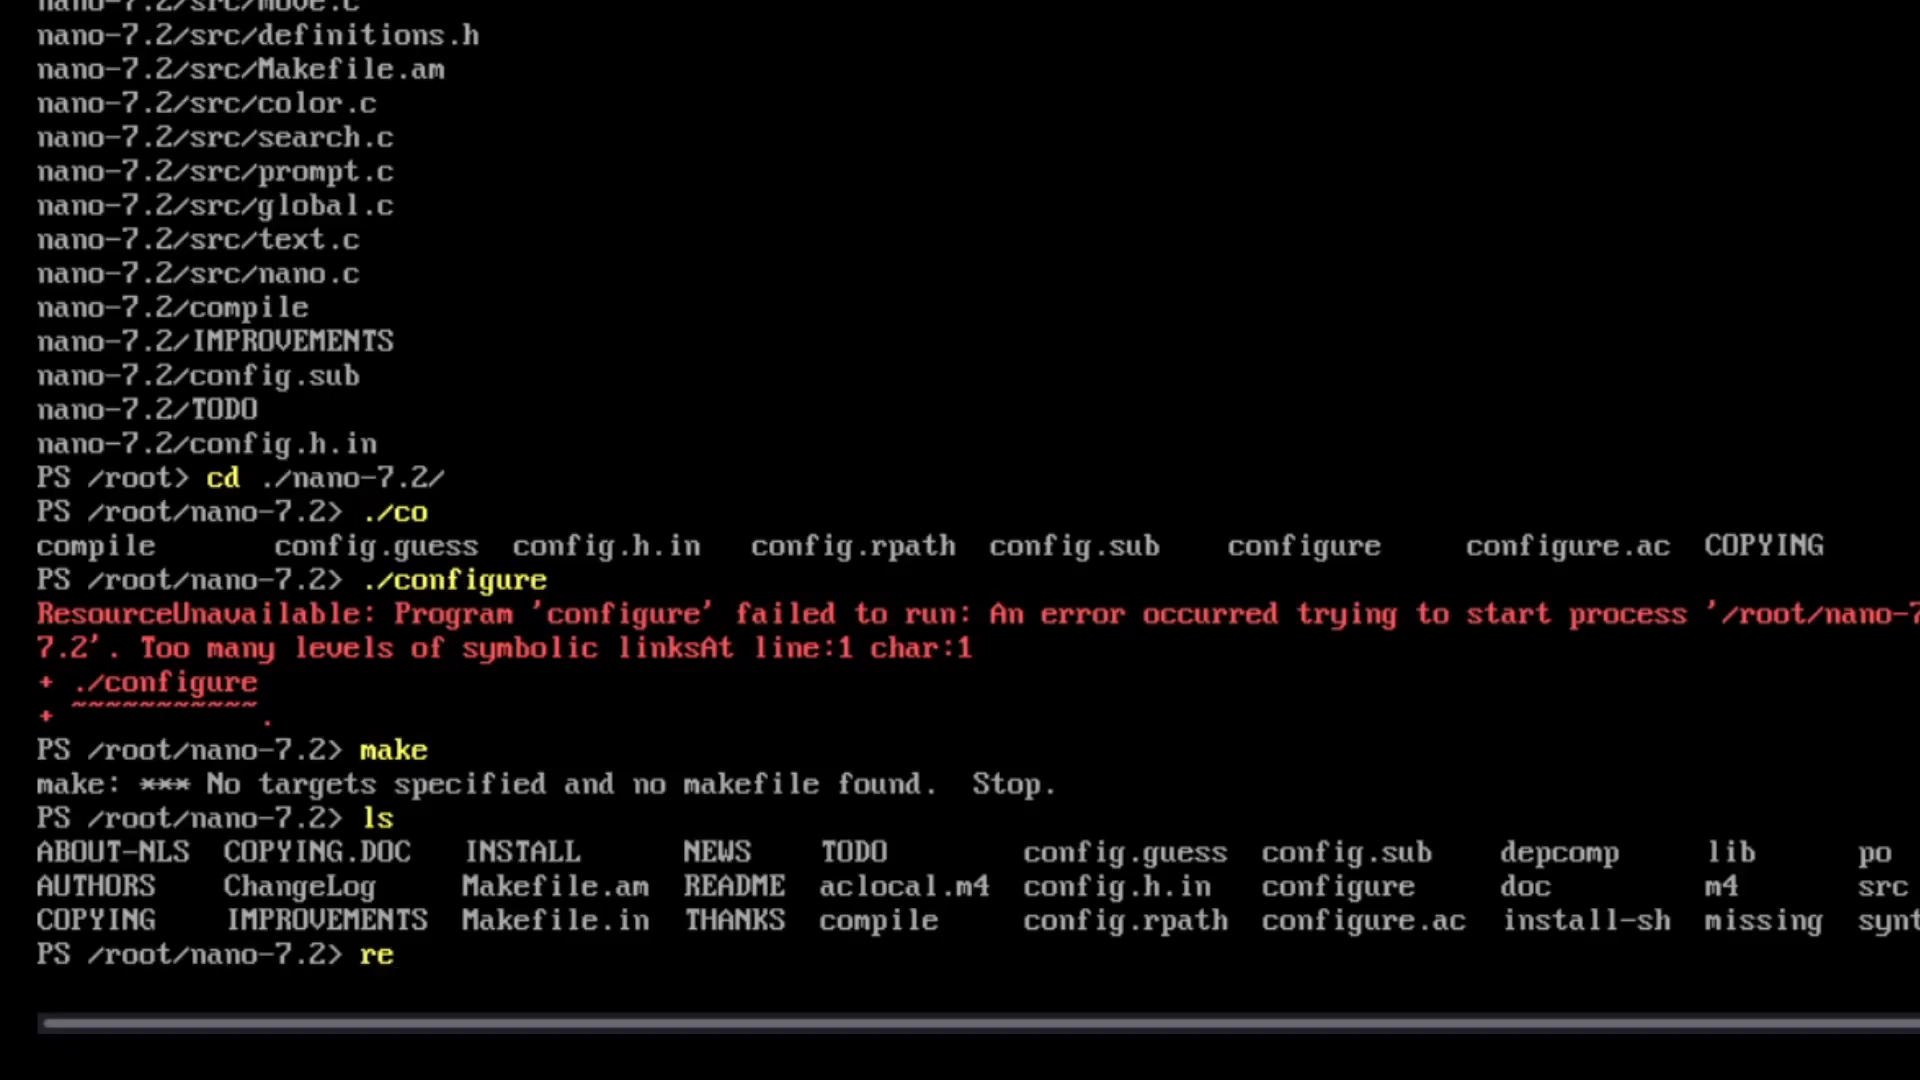 nano-7.2/src/move.c
nano-7.2/src/definitions.h
nano-7.2/src/Makefile.am
nano-7.2/src/color.c
nano-7.2/src/search.c
nano-7.2/src/prompt.c
nano-7.2/src/global.c
nano-7.2/src/text.c
nano-7.2/src/nano.c
nano-7.2/compile
nano-7.2/IMPROVEMENTS
nano-7.2/config.sub
nano-7.2/TODO
nano-7.2/config.h.in
PS /root> cd ./nano-7.2/
PS /root/nano-7.2> ./co
compile config.guess config.h.in config.rpath config.sub configure configure.ac COPYING
PS /root/nano-7.2> ./configure
ResourceUnavailable: Program 'configure' failed to run: An error occurred trying to start process '/root/nano-7
7.2'. Too many levels of symbolic linksAt line:1 char:1
+ ./configure
+ ~~~~~~~~~~~.
PS /root/nano-7.2> make
make: *** No targets specified and no makefile found.  Stop.
PS /root/nano-7.2> ls
ABOUT-NLS COPYING.DOC INSTALL NEWS TODO config.guess config.sub depcomp lib po
AUTHORS ChangeLog Makefile.am README aclocal.m4 config.h.in configure doc m4 src
COPYING IMPROVEMENTS Makefile.in THANKS compile config.rpath configure.ac install-sh missing synt
PS /root/nano-7.2> re